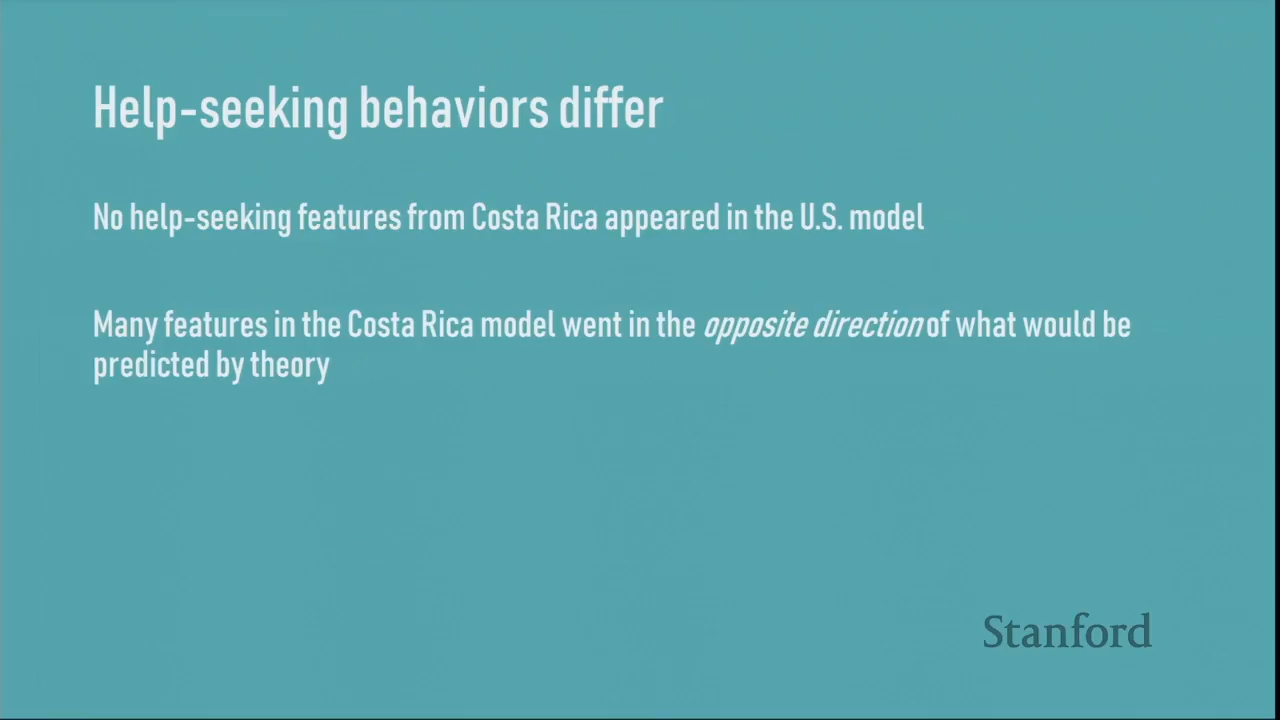 Help-seeking behaviors differ
No help-seeking features from Costa Rica appeared in the U.S. model
Many features in the Costa Rica model went in the opposite direction of what would be
predicted by theory
Stanford